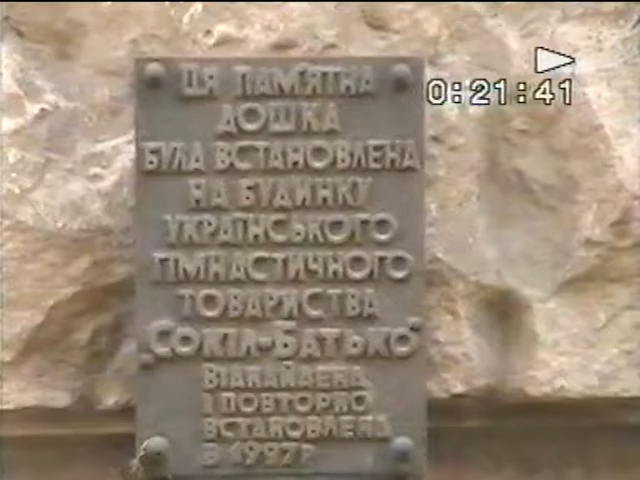 ЦЯ ПАМ'ЯТНА
ДОШКА
БУЛА ВСТАНОВЛЕНА
НА БУДИНКУ
УКРАЇНСЬКОГО
ГІМНАСТИЧНОГО
ТОВАРИСТВА
„СОКІЛ-БАТЬКО"
ВІДНАЙДЕНА
І ПОВТОРНО
ВСТАНОВЛЕНА
В 1992 Р
0:21:41